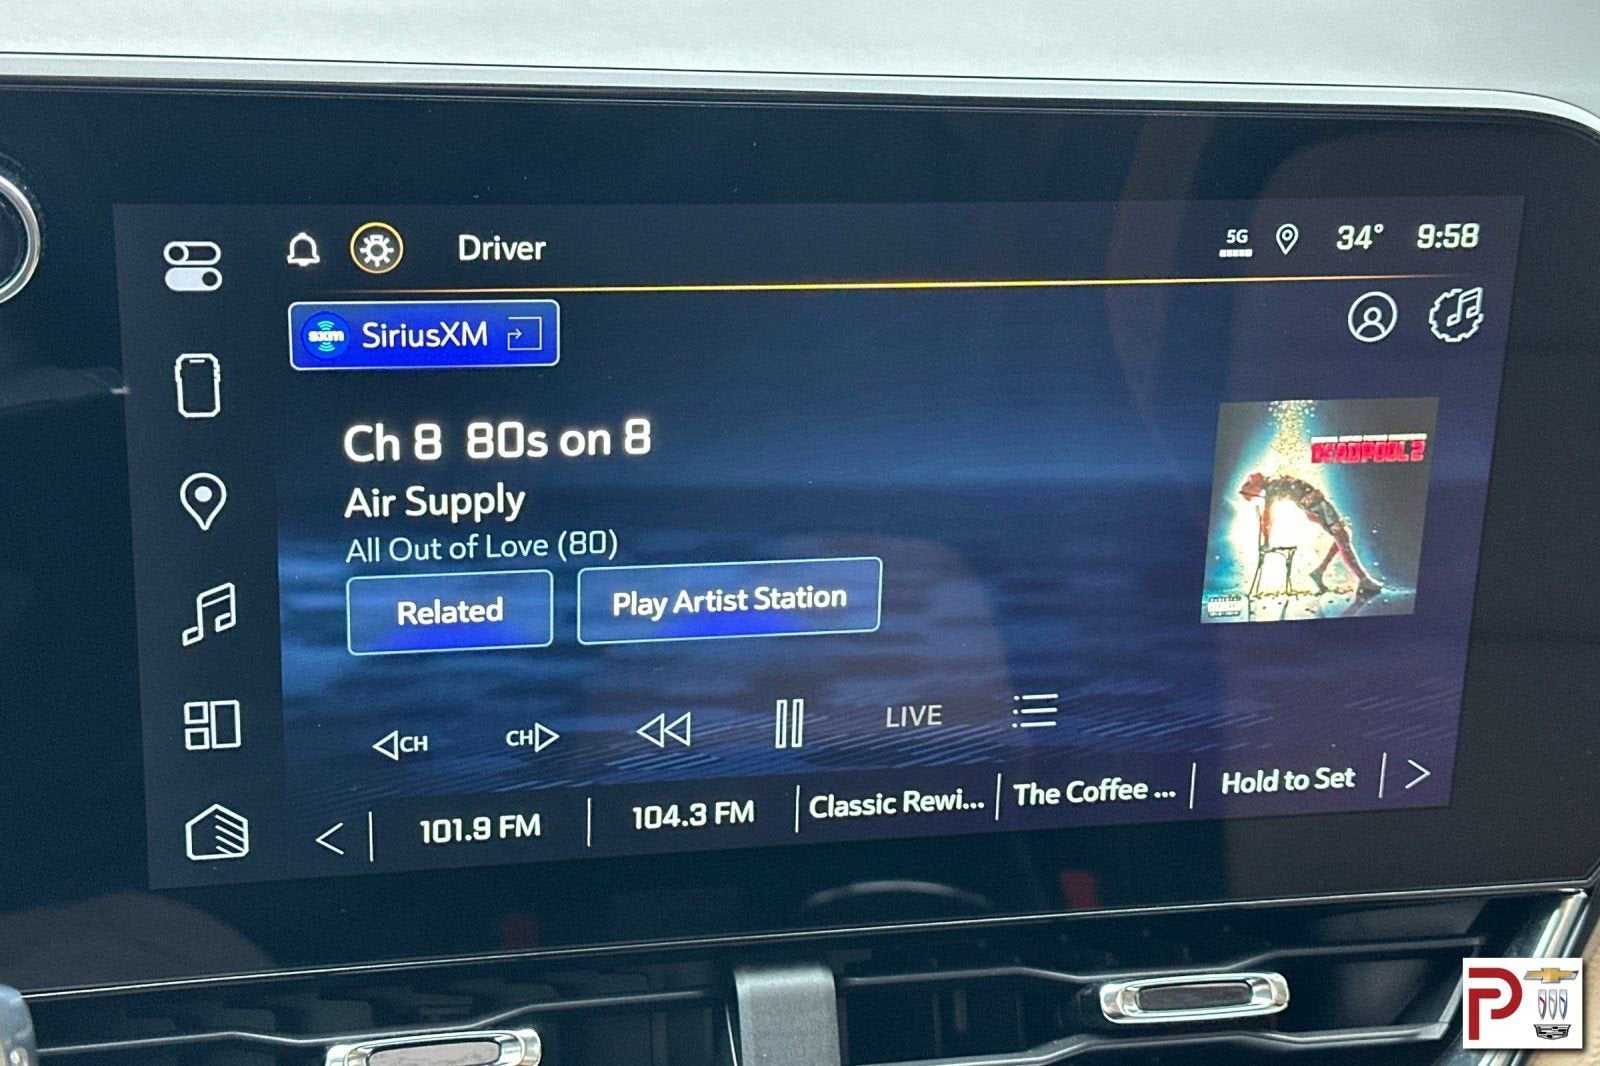 Driver
5G
34° 9:58
sxm SiriusXM
Ch 8 80s on 8
Air Supply
All Out of Love (80)
Related
Play Artist Station
DEADPOOL 2
CH
CH
LIVE
101.9 FM
104.3 FM
Classic Rewi...
The Coffee ...
Hold to Set
P